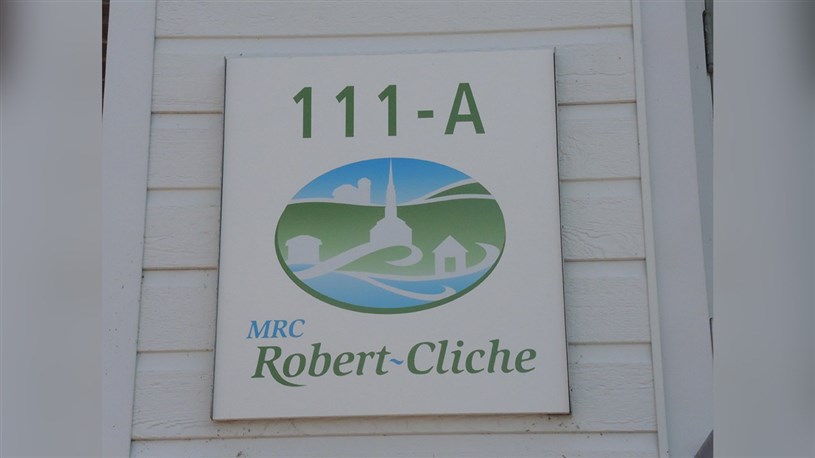 111-A
MRC
Robert~Cliche